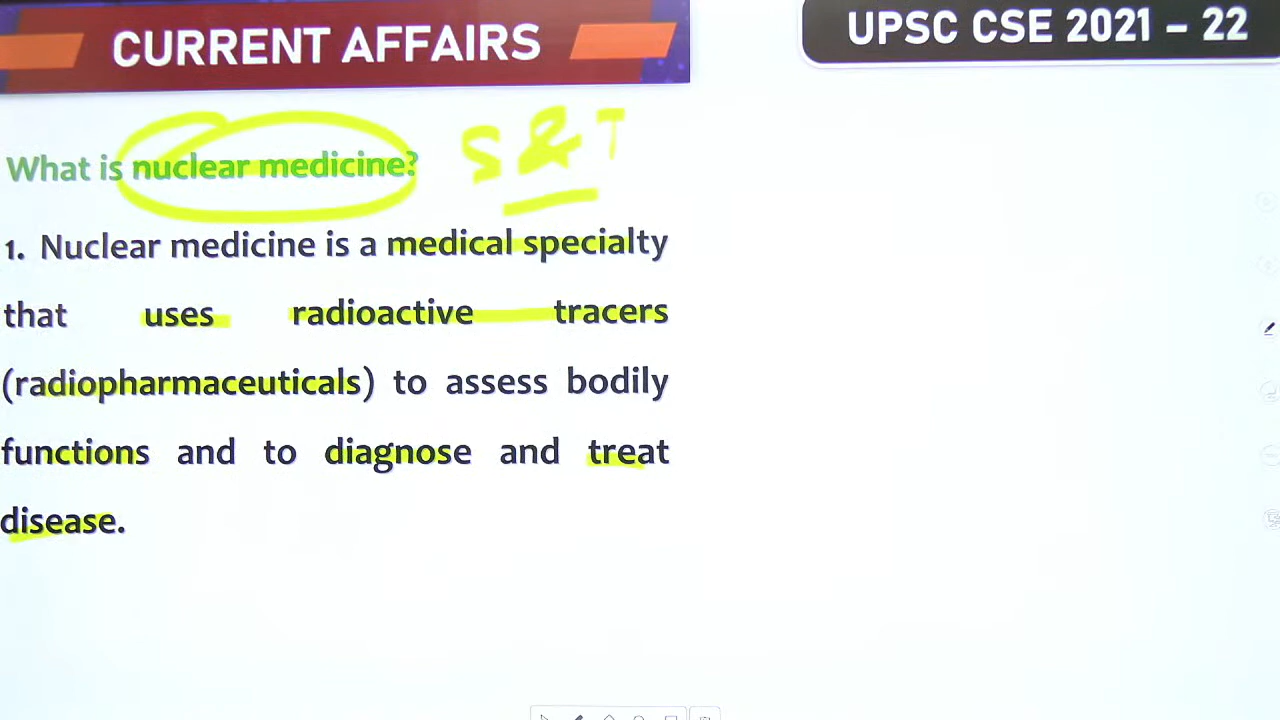 CURRENT AFFAIRS
UPSC CSE 2021 – 22
What is nuclear medicine?
S & T
1. Nuclear medicine is a medical specialty
that uses radioactive tracers
(radiopharmaceuticals) to assess bodily
functions and to diagnose and treat
disease.